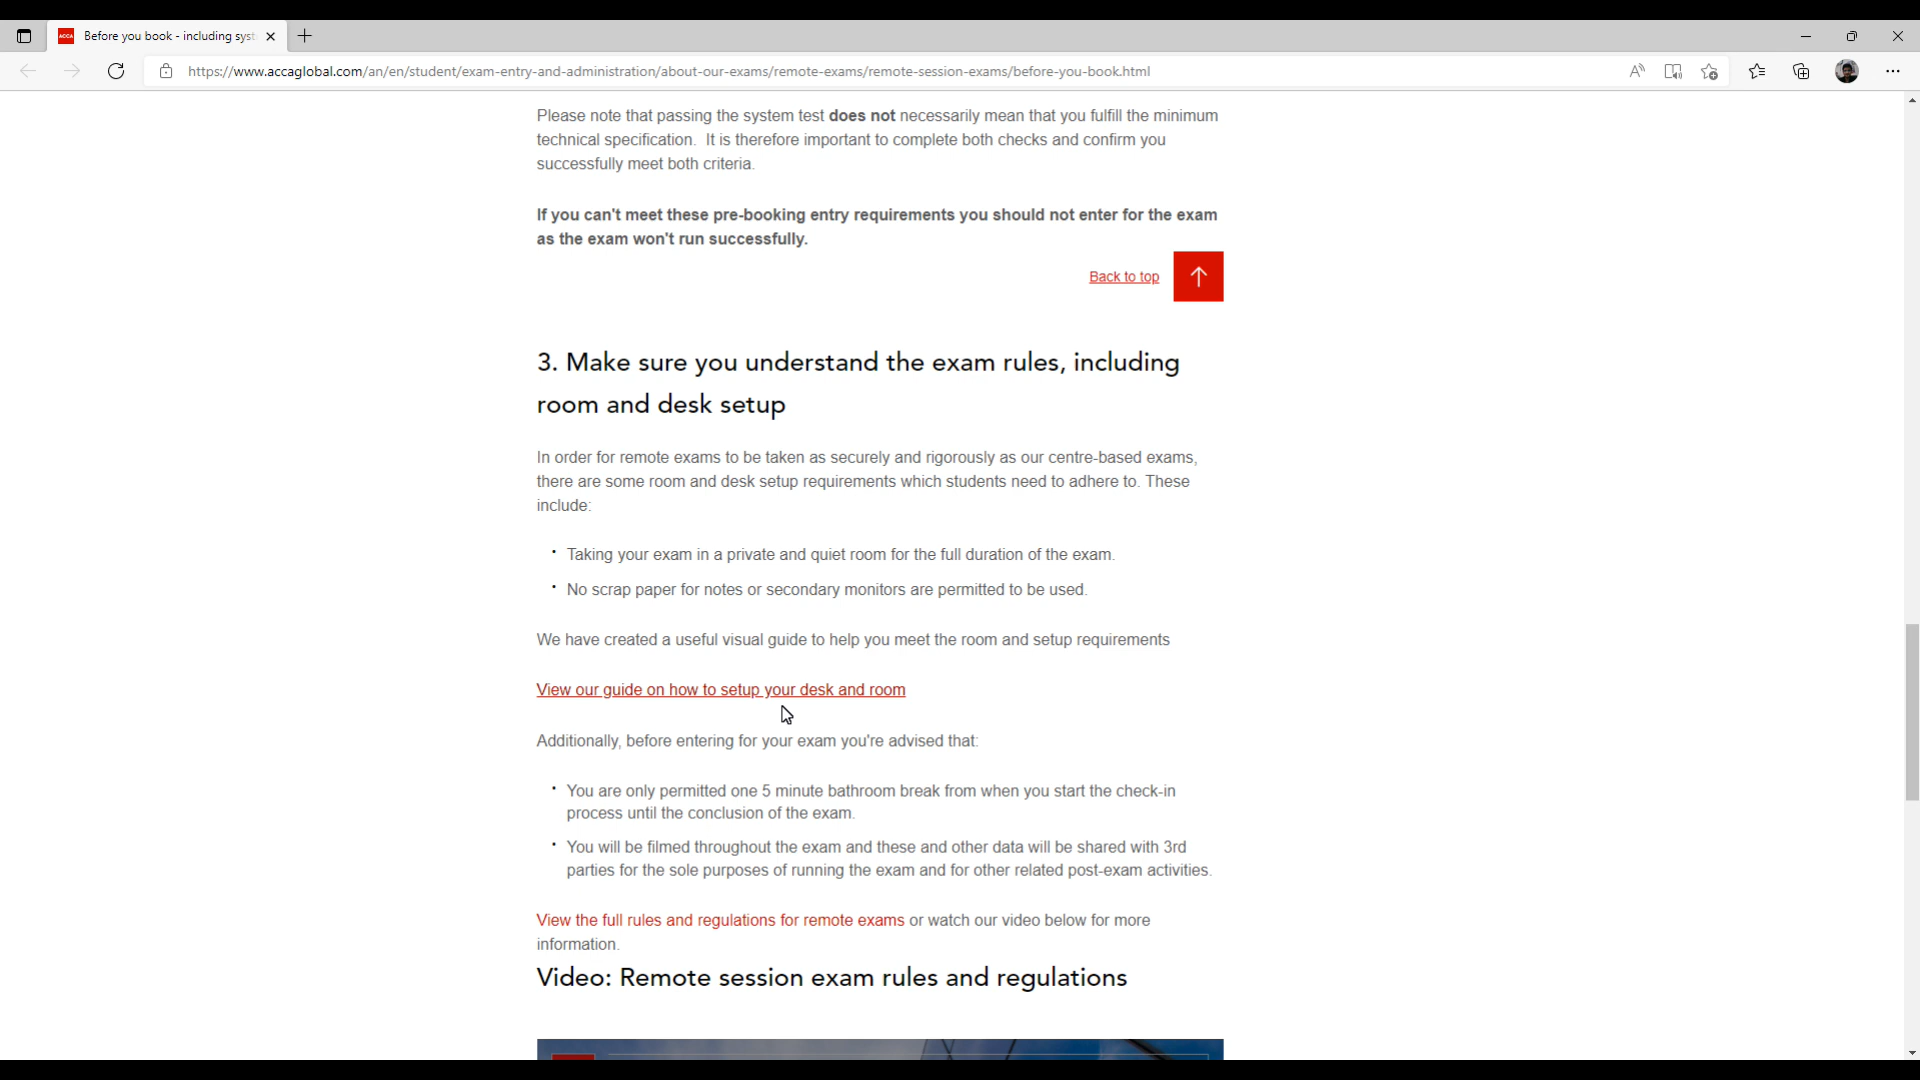 ACCA
Before you book - including syst
https://www.accaglobal.com/an/en/student/exam-entry-and-administration/about-our-exams/remote-exams/remote-session-exams/before-you-book.html
Please note that passing the system test does not necessarily mean that you fulfill the minimum
technical specification. It is therefore important to complete both checks and confirm you
successfully meet both criteria.
If you can't meet these pre-booking entry requirements you should not enter for the exam
as the exam won't run successfully.
Back to top
3. Make sure you understand the exam rules, including
room and desk setup
In order for remote exams to be taken as securely and rigorously as our centre-based exams,
there are some room and desk setup requirements which students need to adhere to. These
include:
• Taking your exam in a private and quiet room for the full duration of the exam.
• No scrap paper for notes or secondary monitors are permitted to be used.
We have created a useful visual guide to help you meet the room and setup requirements
View our guide on how to setup your desk and room
Additionally, before entering for your exam you're advised that:
• You are only permitted one 5 minute bathroom break from when you start the check-in
process until the conclusion of the exam.
• You will be filmed throughout the exam and these and other data will be shared with 3rd
parties for the sole purposes of running the exam and for other related post-exam activities.
View the full rules and regulations for remote exams or watch our video below for more
information.
Video: Remote session exam rules and regulations